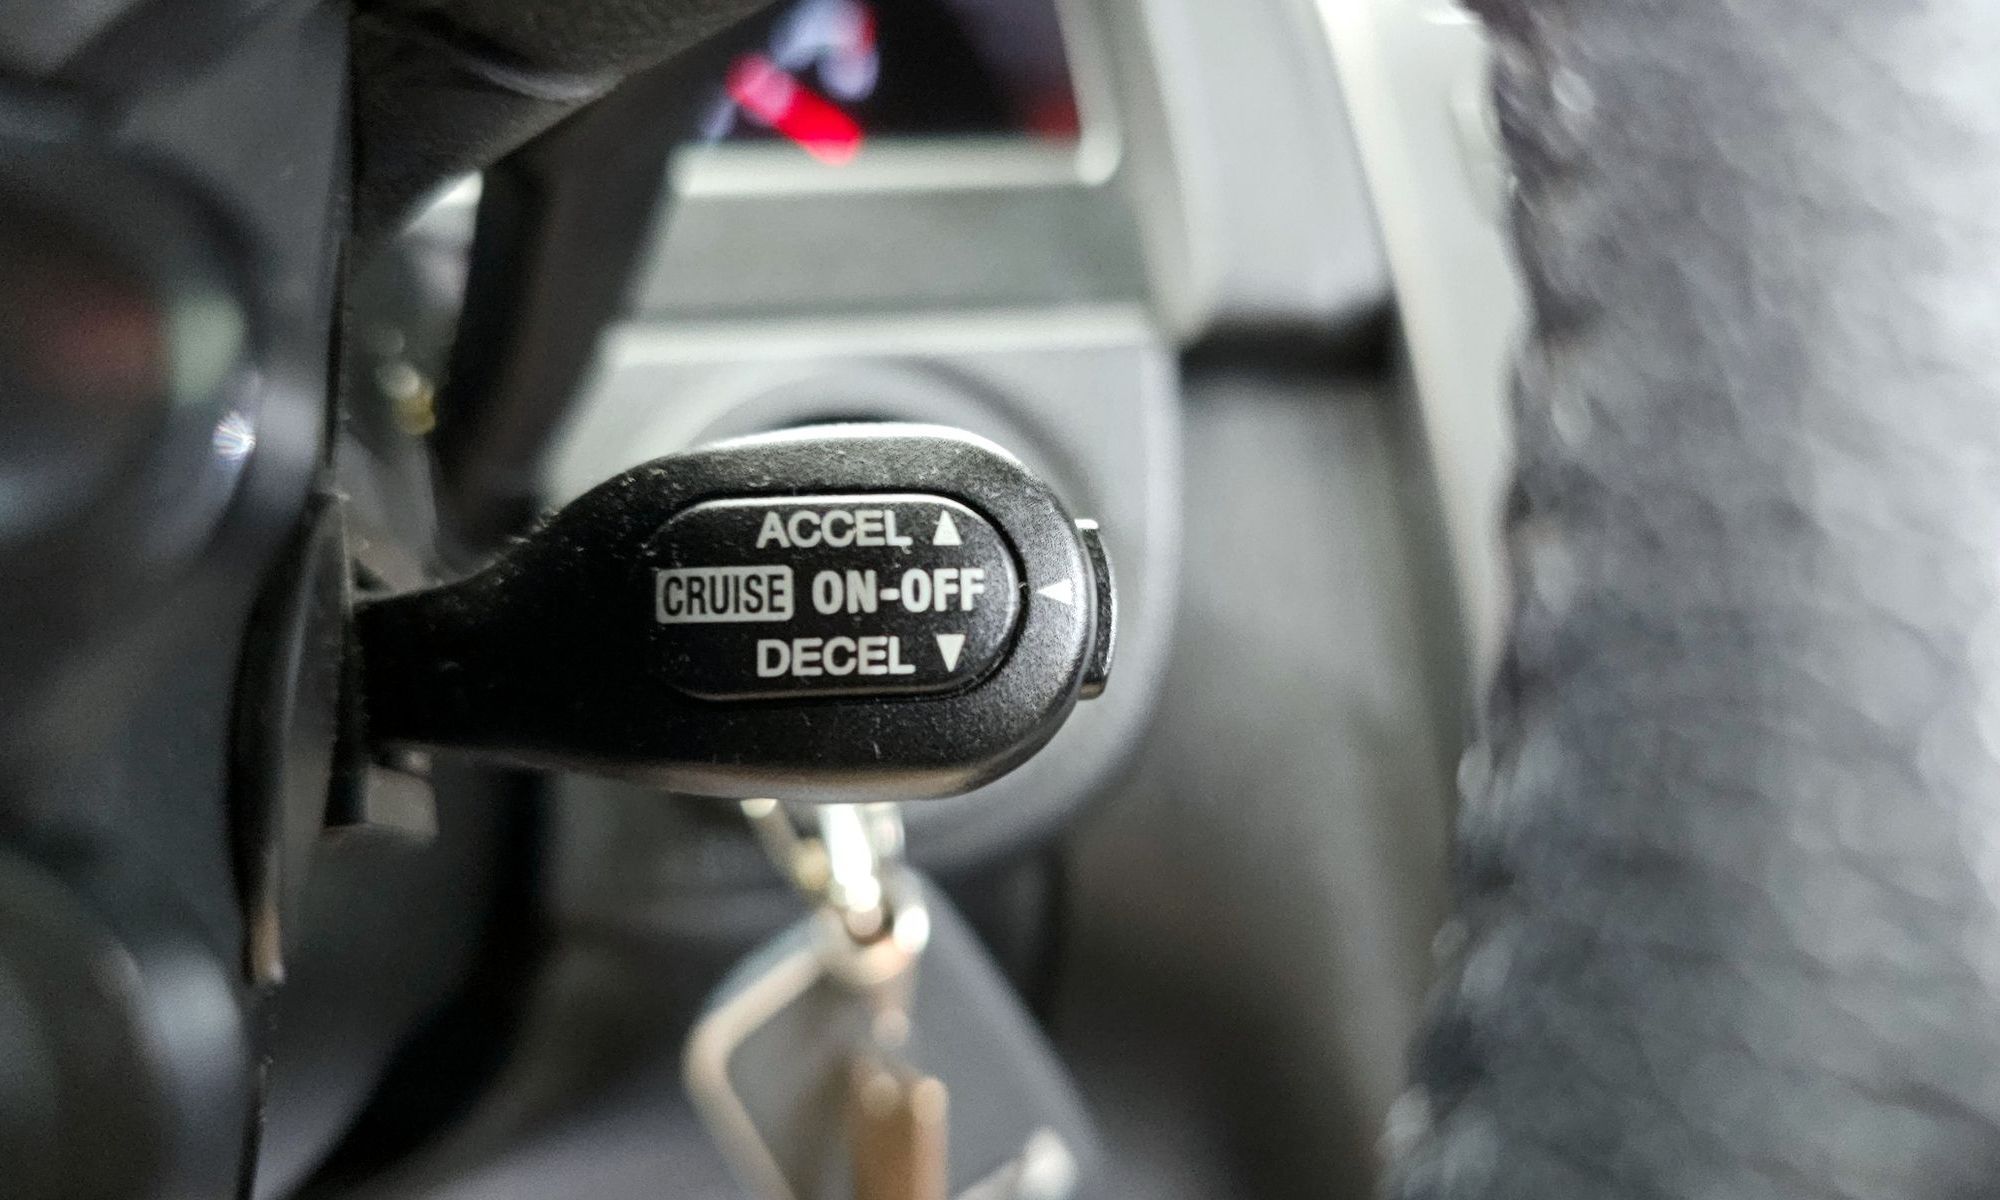 ACCEL ▲
CRUISE ON-OFF ◀
DECEL ▼